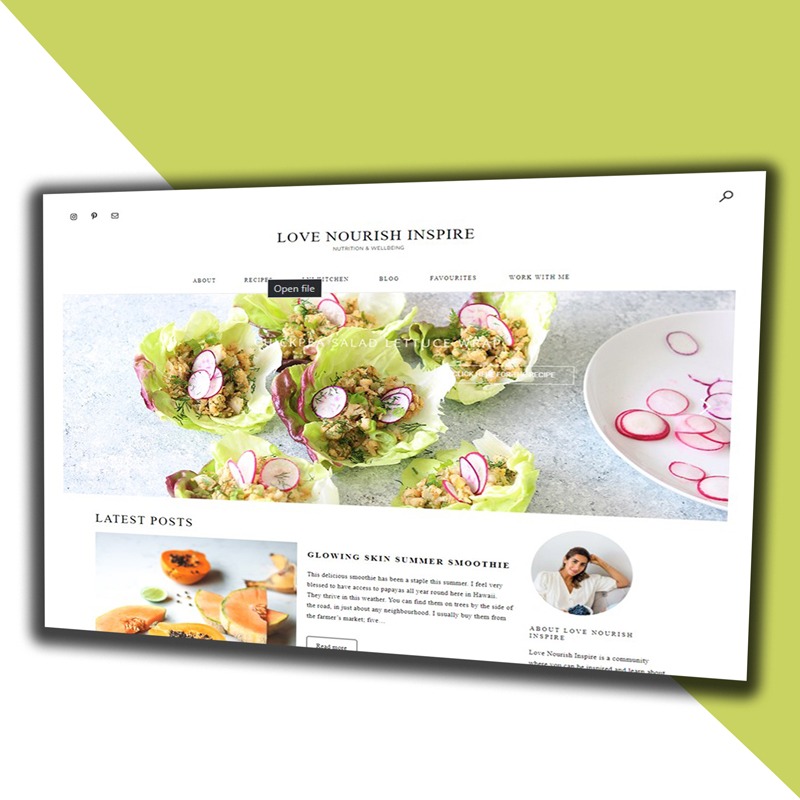 LOVE NOURISH INSPIRE
NUTRITION & WELLBEING
ABOUT RECIPES KITCHEN BLOG FAVOURITES WORK WITH ME
Open file
CHICKPEA SALAD LETTUCE WRAPS
CLICK HERE FOR THE RECIPE
LATEST POSTS
GLOWING SKIN SUMMER SMOOTHIE
This delicious smoothie has been a staple this summer. I feel very
blessed to have access to papayas all year round here in Hawaii.
They thrive in this weather. You can find them on trees by the side of
the road, in just about any neighbourhood. I usually buy them from
the farmer's market; five…
Read more
ABOUT LOVE NOURISH
INSPIRE
Love Nourish Inspire is a community
where you can be inspired and learn about